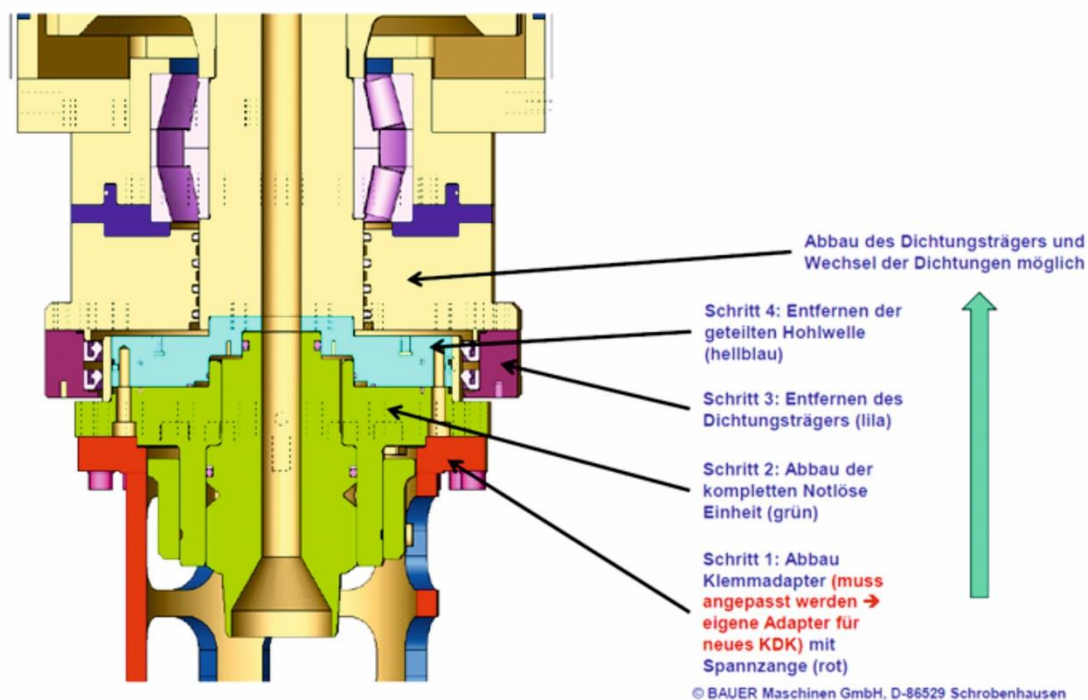 Abbau des Dichtungsträgers und
Wechsel der Dichtungen möglich
Schritt 4: Entfernen der
geteilten Hohlwelle
(hellblau)
Schritt 3: Entfernen des
Dichtungsträgers (lila)
Schritt 2: Abbau der
kompletten Notlöse
Einheit (grün)
Schritt 1: Abbau
Klemmadapter (muss
angepasst werden →
eigene Adapter für
neues KDK) mit
Spannzange (rot)
© BAUER Maschinen GmbH, D-86529 Schrobenhausen